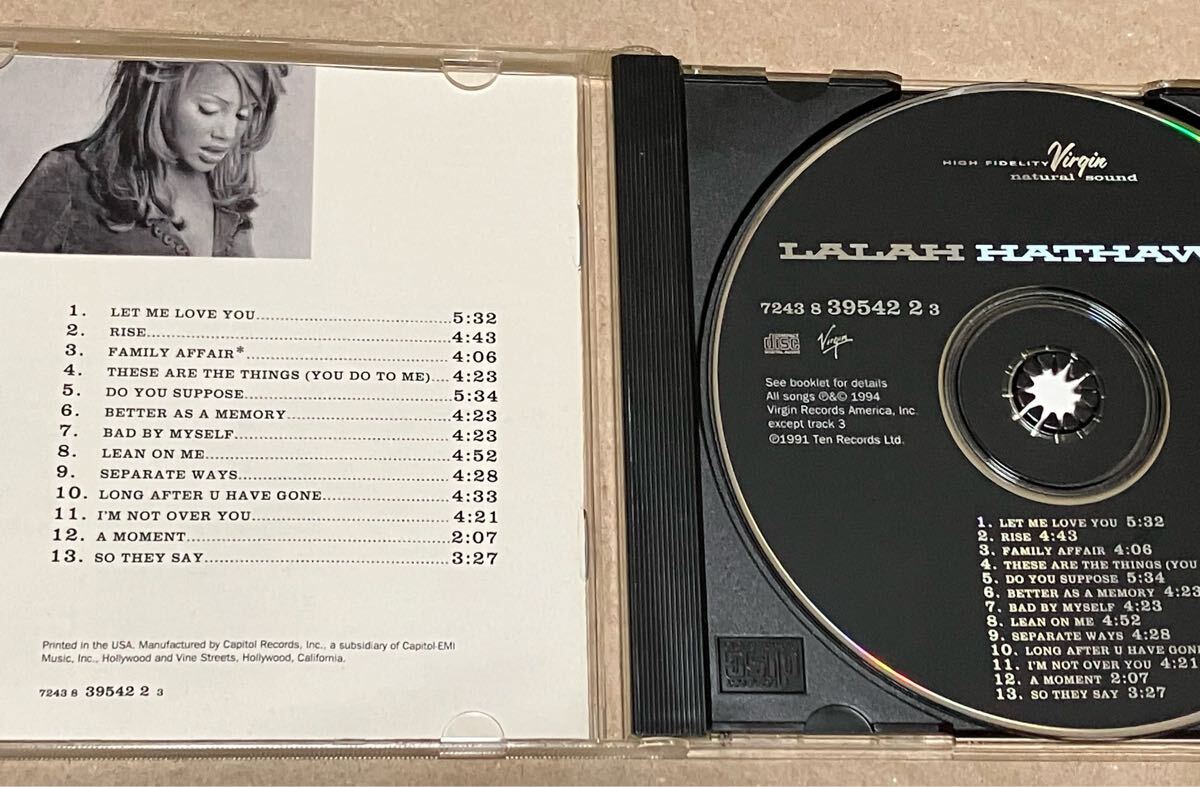 1. LET ME LOVE YOU..............................5:32
2. RISE..............................4:43
3. FAMILY AFFAIR*..............................4:06
4. THESE ARE THE THINGS (YOU DO TO ME)....4:23
5. DO YOU SUPPOSE..............................5:34
6. BETTER AS A MEMORY..............................4:23
7. BAD BY MYSELF..............................4:23
8. LEAN ON ME..............................4:52
9. SEPARATE WAYS..............................4:28
10. LONG AFTER U HAVE GONE..............................4:33
11. I'M NOT OVER YOU..............................4:21
12. A MOMENT..............................2:07
13. SO THEY SAY..............................3:27
Printed in the USA. Manufactured by Capitol Records, Inc., a subsidiary of Capitol-EMI
Music, Inc., Hollywood and Vine Streets, Hollywood, California.
7243 8 39542 2 3
HIGH FIDELITY Virgin
natural sound
LALAH HATHAW
7243 8 39542 2 3
disc Virgin
DIGITAL AUDIO
See booklet for details
All songs ℗&© 1994
Virgin Records America, Inc.
except track 3
℗1991 Ten Records Ltd.
1. LET ME LOVE YOU 5:32
2. RISE 4:43
3. FAMILY AFFAIR 4:06
4. THESE ARE THE THINGS (YOU
5. DO YOU SUPPOSE 5:34
6. BETTER AS A MEMORY 4:23
7. BAD BY MYSELF 4:23
8. LEAN ON ME 4:52
9. SEPARATE WAYS 4:28
10. LONG AFTER U HAVE GONE
11. I'M NOT OVER YOU 4:21
12. A MOMENT 2:07
13. SO THEY SAY 3:27
disc